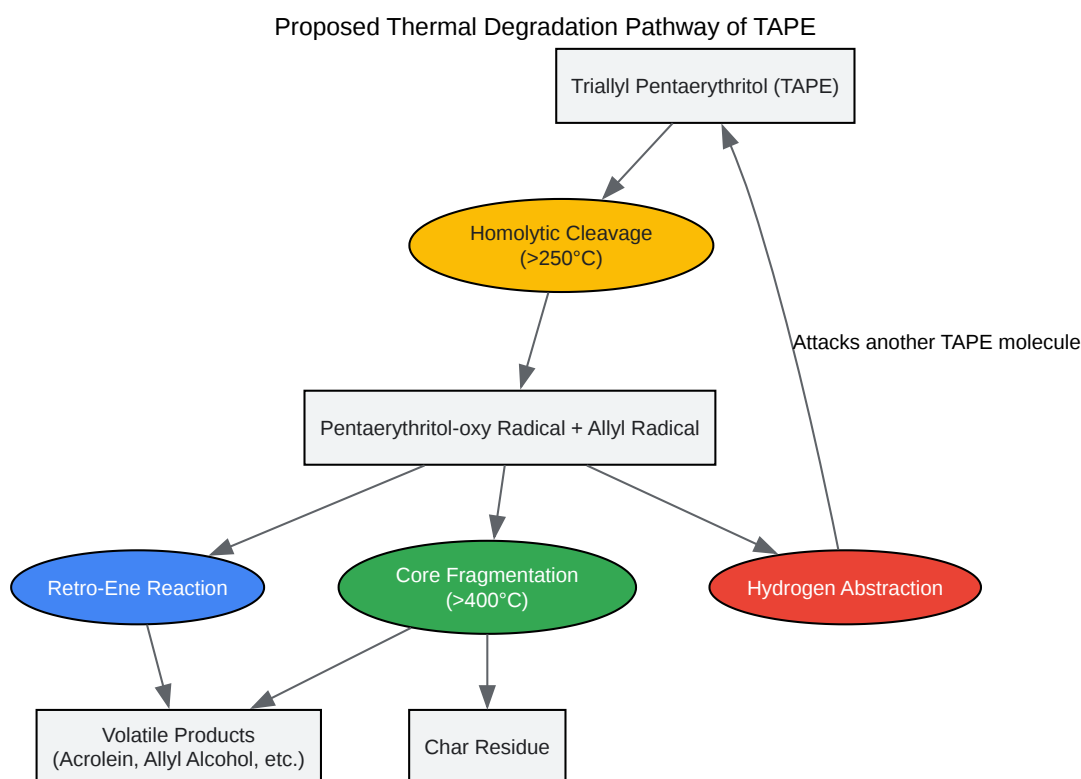 Proposed Thermal Degradation Pathway of TAPE
Triallyl Pentaerythritol (TAPE)
Homolytic Cleavage
(>250°C)
Attacks another TAPE molecule
Pentaerythritol-oxy Radical + Allyl Radical
Retro-Ene Reaction
Core Fragmentation
(>400°C)
Hydrogen Abstraction
Volatile Products
(Acrolein, Allyl Alcohol, etc.)
Char Residue